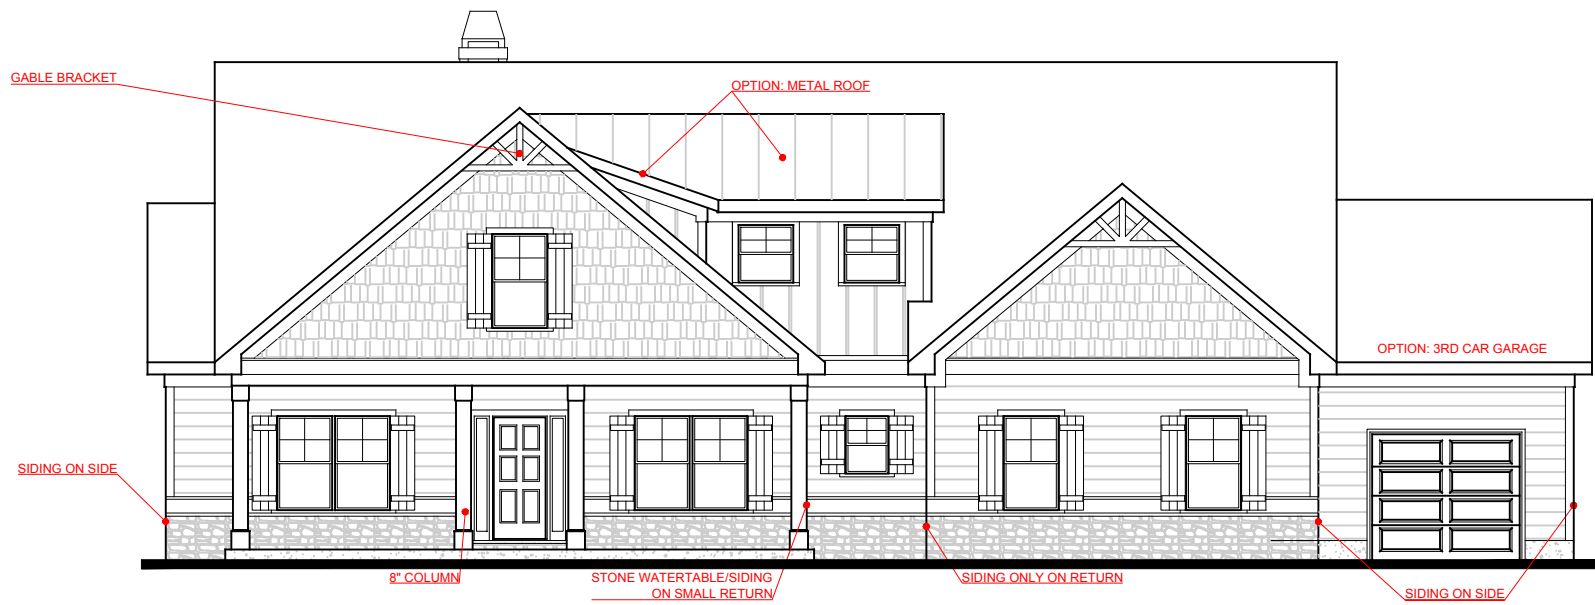 GABLE BRACKET
OPTION: METAL ROOF
OPTION: 3RD CAR GARAGE
SIDING ON SIDE
8" COLUMN
STONE WATERTABLE/SIDING
ON SMALL RETURN
SIDING ONLY ON RETURN
SIDING ON SIDE